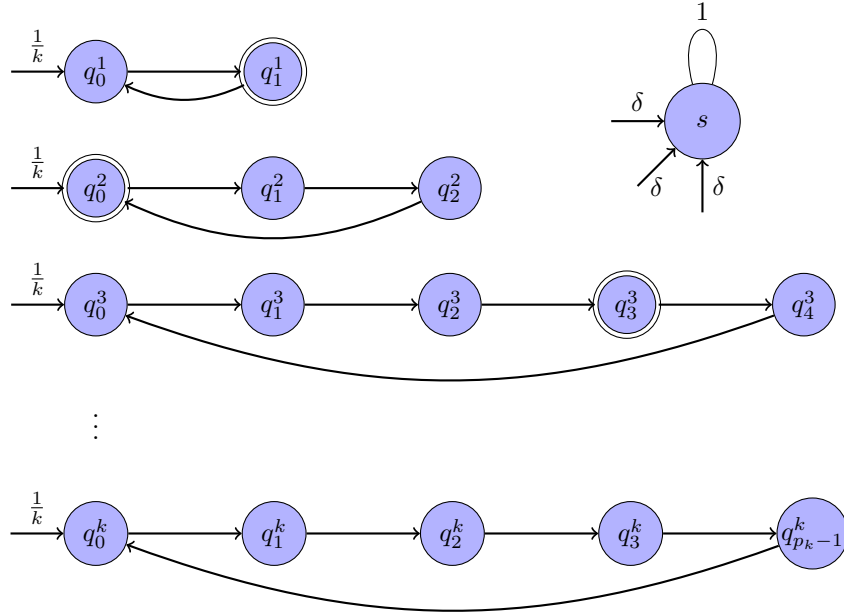 1
1/k q_0^1 q_1^1
δ s
δ δ
1/k q_0^2 q_1^2 q_2^2
1/k q_0^3 q_1^3 q_2^3 q_3^3 q_4^3
⋮
1/k q_0^k q_1^k q_2^k q_3^k q_{p_k-1}^k